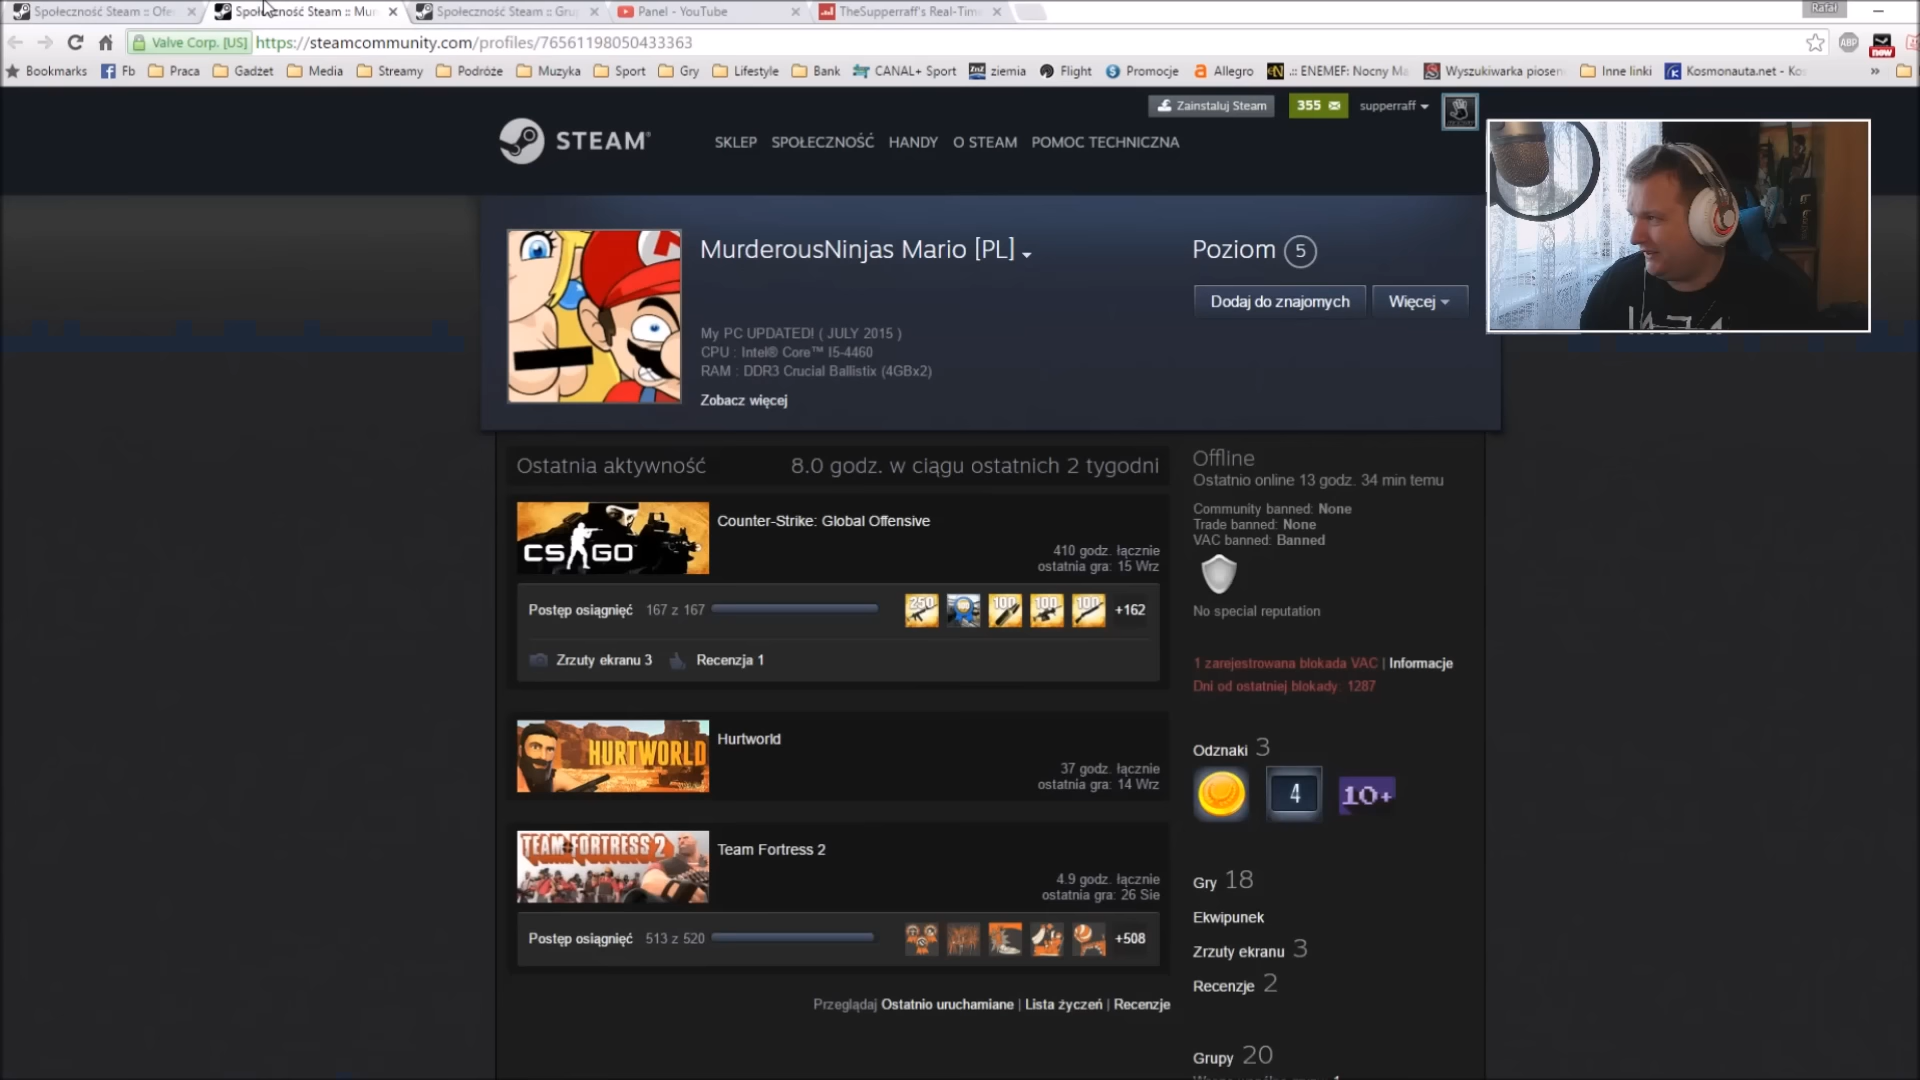 Społeczność Steam :: Ofe
Społeczność Steam :: Mur
Społeczność Steam :: Gru
Panel - YouTube
TheSupperraff's Real-Tim
Rafał
Valve Corp. [US]
https://steamcommunity.com/profiles/76561198050433363
ABP
now
Bookmarks
Fb
Praca
Gadżet
Media
Streamy
Podróże
Muzyka
Sport
Gry
Lifestyle
Bank
CANAL+ Sport
ziemia
Flight
Promocje
Allegro
.:: ENEMEF: Nocny Ma
Wyszukiwarka piosen
Inne linki
Kosmonauta.net - Ko
Zainstaluj Steam
355
supperraff
STEAM
SKLEP
SPOŁECZNOŚĆ
HANDY
O STEAM
POMOC TECHNICZNA
MurderousNinjas Mario [PL]
Poziom 5
Dodaj do znajomych
Więcej
My PC UPDATED! ( JULY 2015 )
CPU : Intel® Core™ I5-4460
RAM : DDR3 Crucial Ballistix (4GBx2)
Zobacz więcej
Ostatnia aktywność
8.0 godz. w ciągu ostatnich 2 tygodni
CS GO
Counter-Strike: Global Offensive
410 godz. łącznie
ostatnia gra: 15 Wrz
Postęp osiągnięć 167 z 167
250
100
100
100
+162
Zrzuty ekranu 3
Recenzja 1
HURTWORLD
Hurtworld
37 godz. łącznie
ostatnia gra: 14 Wrz
TEAM FORTRESS 2
Team Fortress 2
4.9 godz. łącznie
ostatnia gra: 26 Sie
Postęp osiągnięć 513 z 520
+508
Przeglądaj Ostatnio uruchamiane | Lista życzeń | Recenzje
Offline
Ostatnio online 13 godz. 34 min temu
Community banned: None
Trade banned: None
VAC banned: Banned
No special reputation
1 zarejestrowana blokada VAC | Informacje
Dni od ostatniej blokady: 1287
Odznaki 3
4
10+
Gry 18
Ekwipunek
Zrzuty ekranu 3
Recenzje 2
Grupy 20